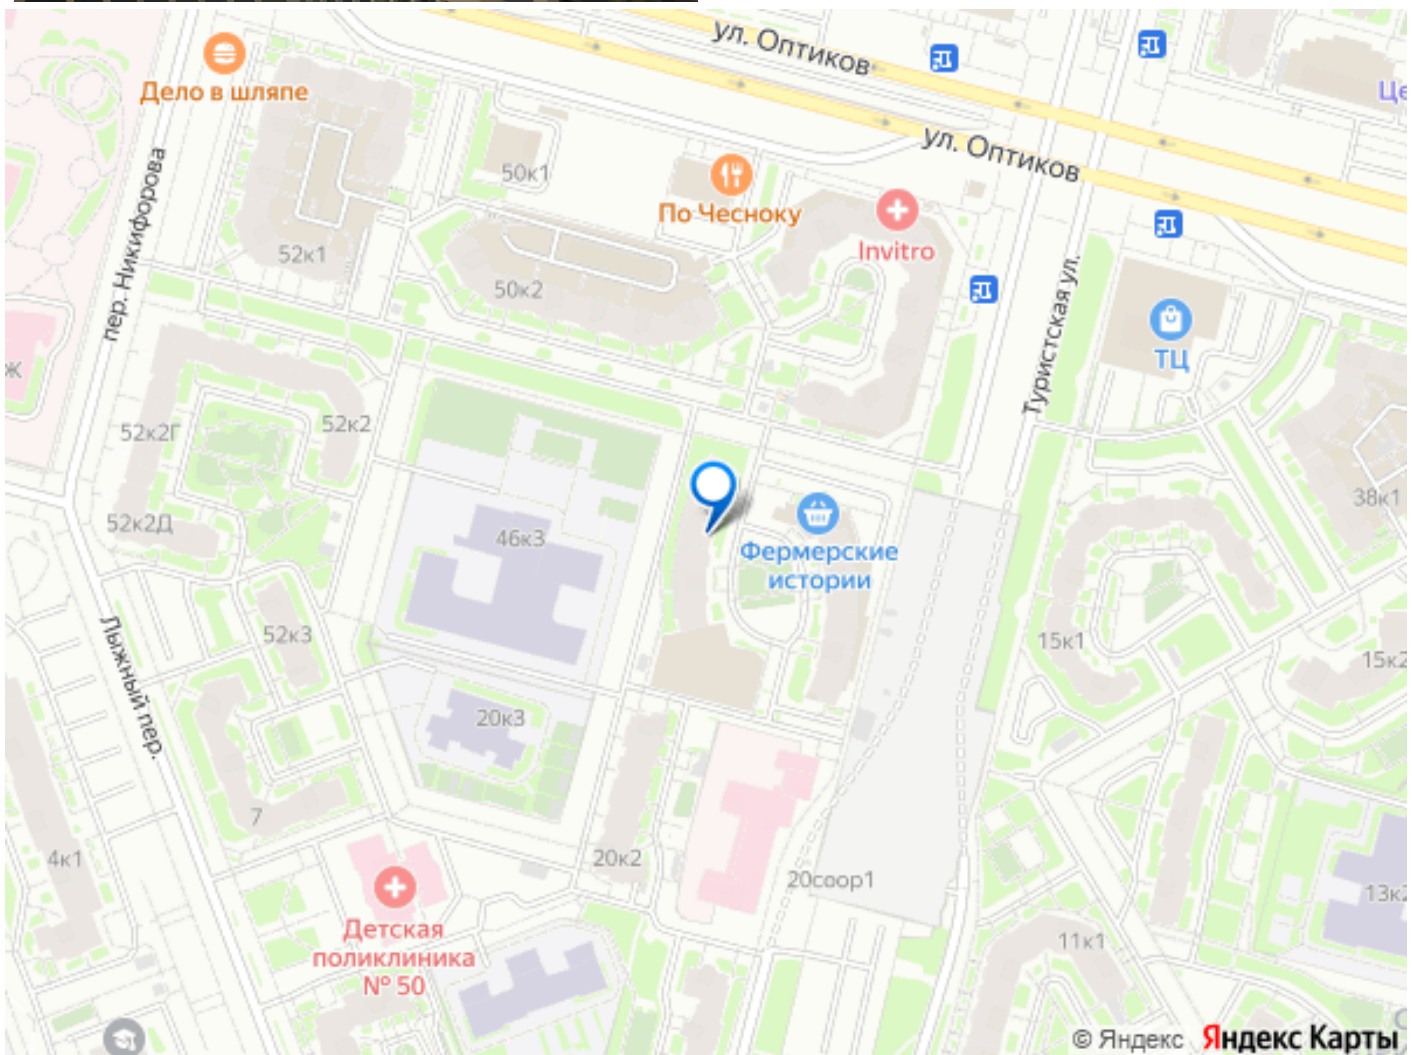 ул. Оптиков
Дело в шляпе
Це
ул. Оптиков
50к1
По Чесноку
Invitro
пер. Никифорова
52к1
50к2
Туристская ул.
ТЦ
Ж
52к2Г
52к2
38к1
52к2Д
46к3
Фермерские
истории
52к3
15к1
15к2
Лыжный пер.
20к3
7
4к1
20к2
20соор1
13к2
Детская
поликлиника
№ 50
11к1
© Яндекс Яндекс Карты